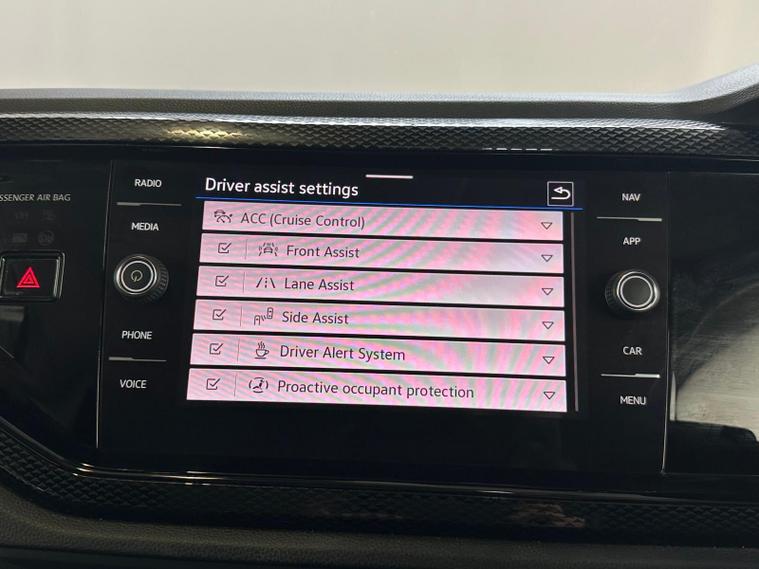 RADIO
MEDIA
PHONE
VOICE
AIR BAG
Driver assist settings
ACC (Cruise Control)
Front Assist
Lane Assist
Side Assist
Driver Alert System
Proactive occupant protection
NAV
APP
CAR
MENU